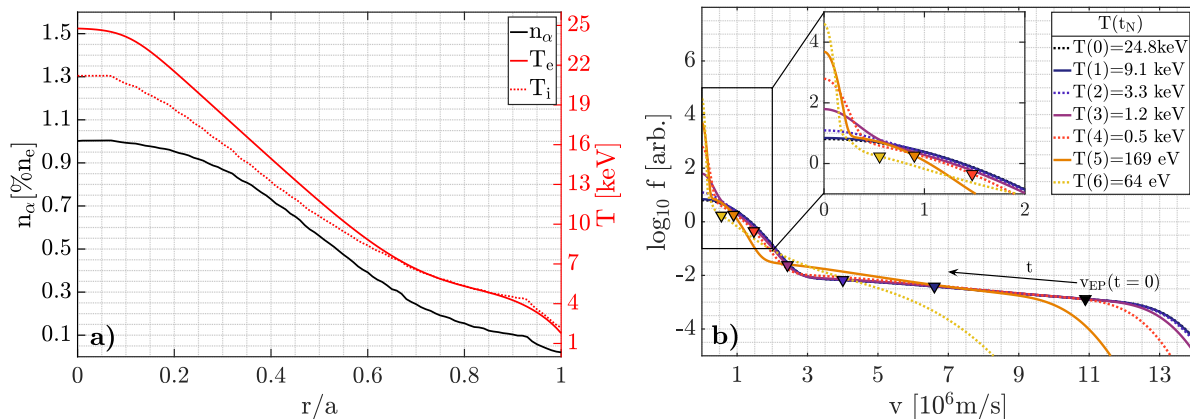 1.5
1.3
1.1
0.9
0.7
0.5
0.3
0.1
n_α[%n_e]
n_α
T_e
T_i
25
22
19
16
13
10
7
4
1
T [keV]
a)
0 0.2 0.4 0.6 0.8 1
r/a
6
4
2
0
-2
-4
log₁₀ f [arb.]
4
2
0
0 1 2
T(t_N)
T(0)=24.8keV
T(1)=9.1 keV
T(2)=3.3 keV
T(3)=1.2 keV
T(4)=0.5 keV
T(5)=169 eV
T(6)=64 eV
t
v_EP(t=0)
b)
1 3 5 7 9 11 13
v [10⁶m/s]